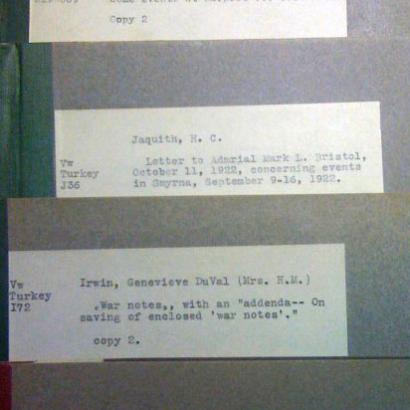 Copy 2
Jaquith, H. C.
Vw
Turkey
J36
Letter to Admrial Mark L. Bristol,
October 11, 1922, concerning events
in Smyrna, September 9-16, 1922.
Vw
Turkey
I72
Irwin, Genevieve DuVal (Mrs. H.M.)
"War notes,, with an "addenda-- On
saving of enclosed 'war notes'."
copy 2.